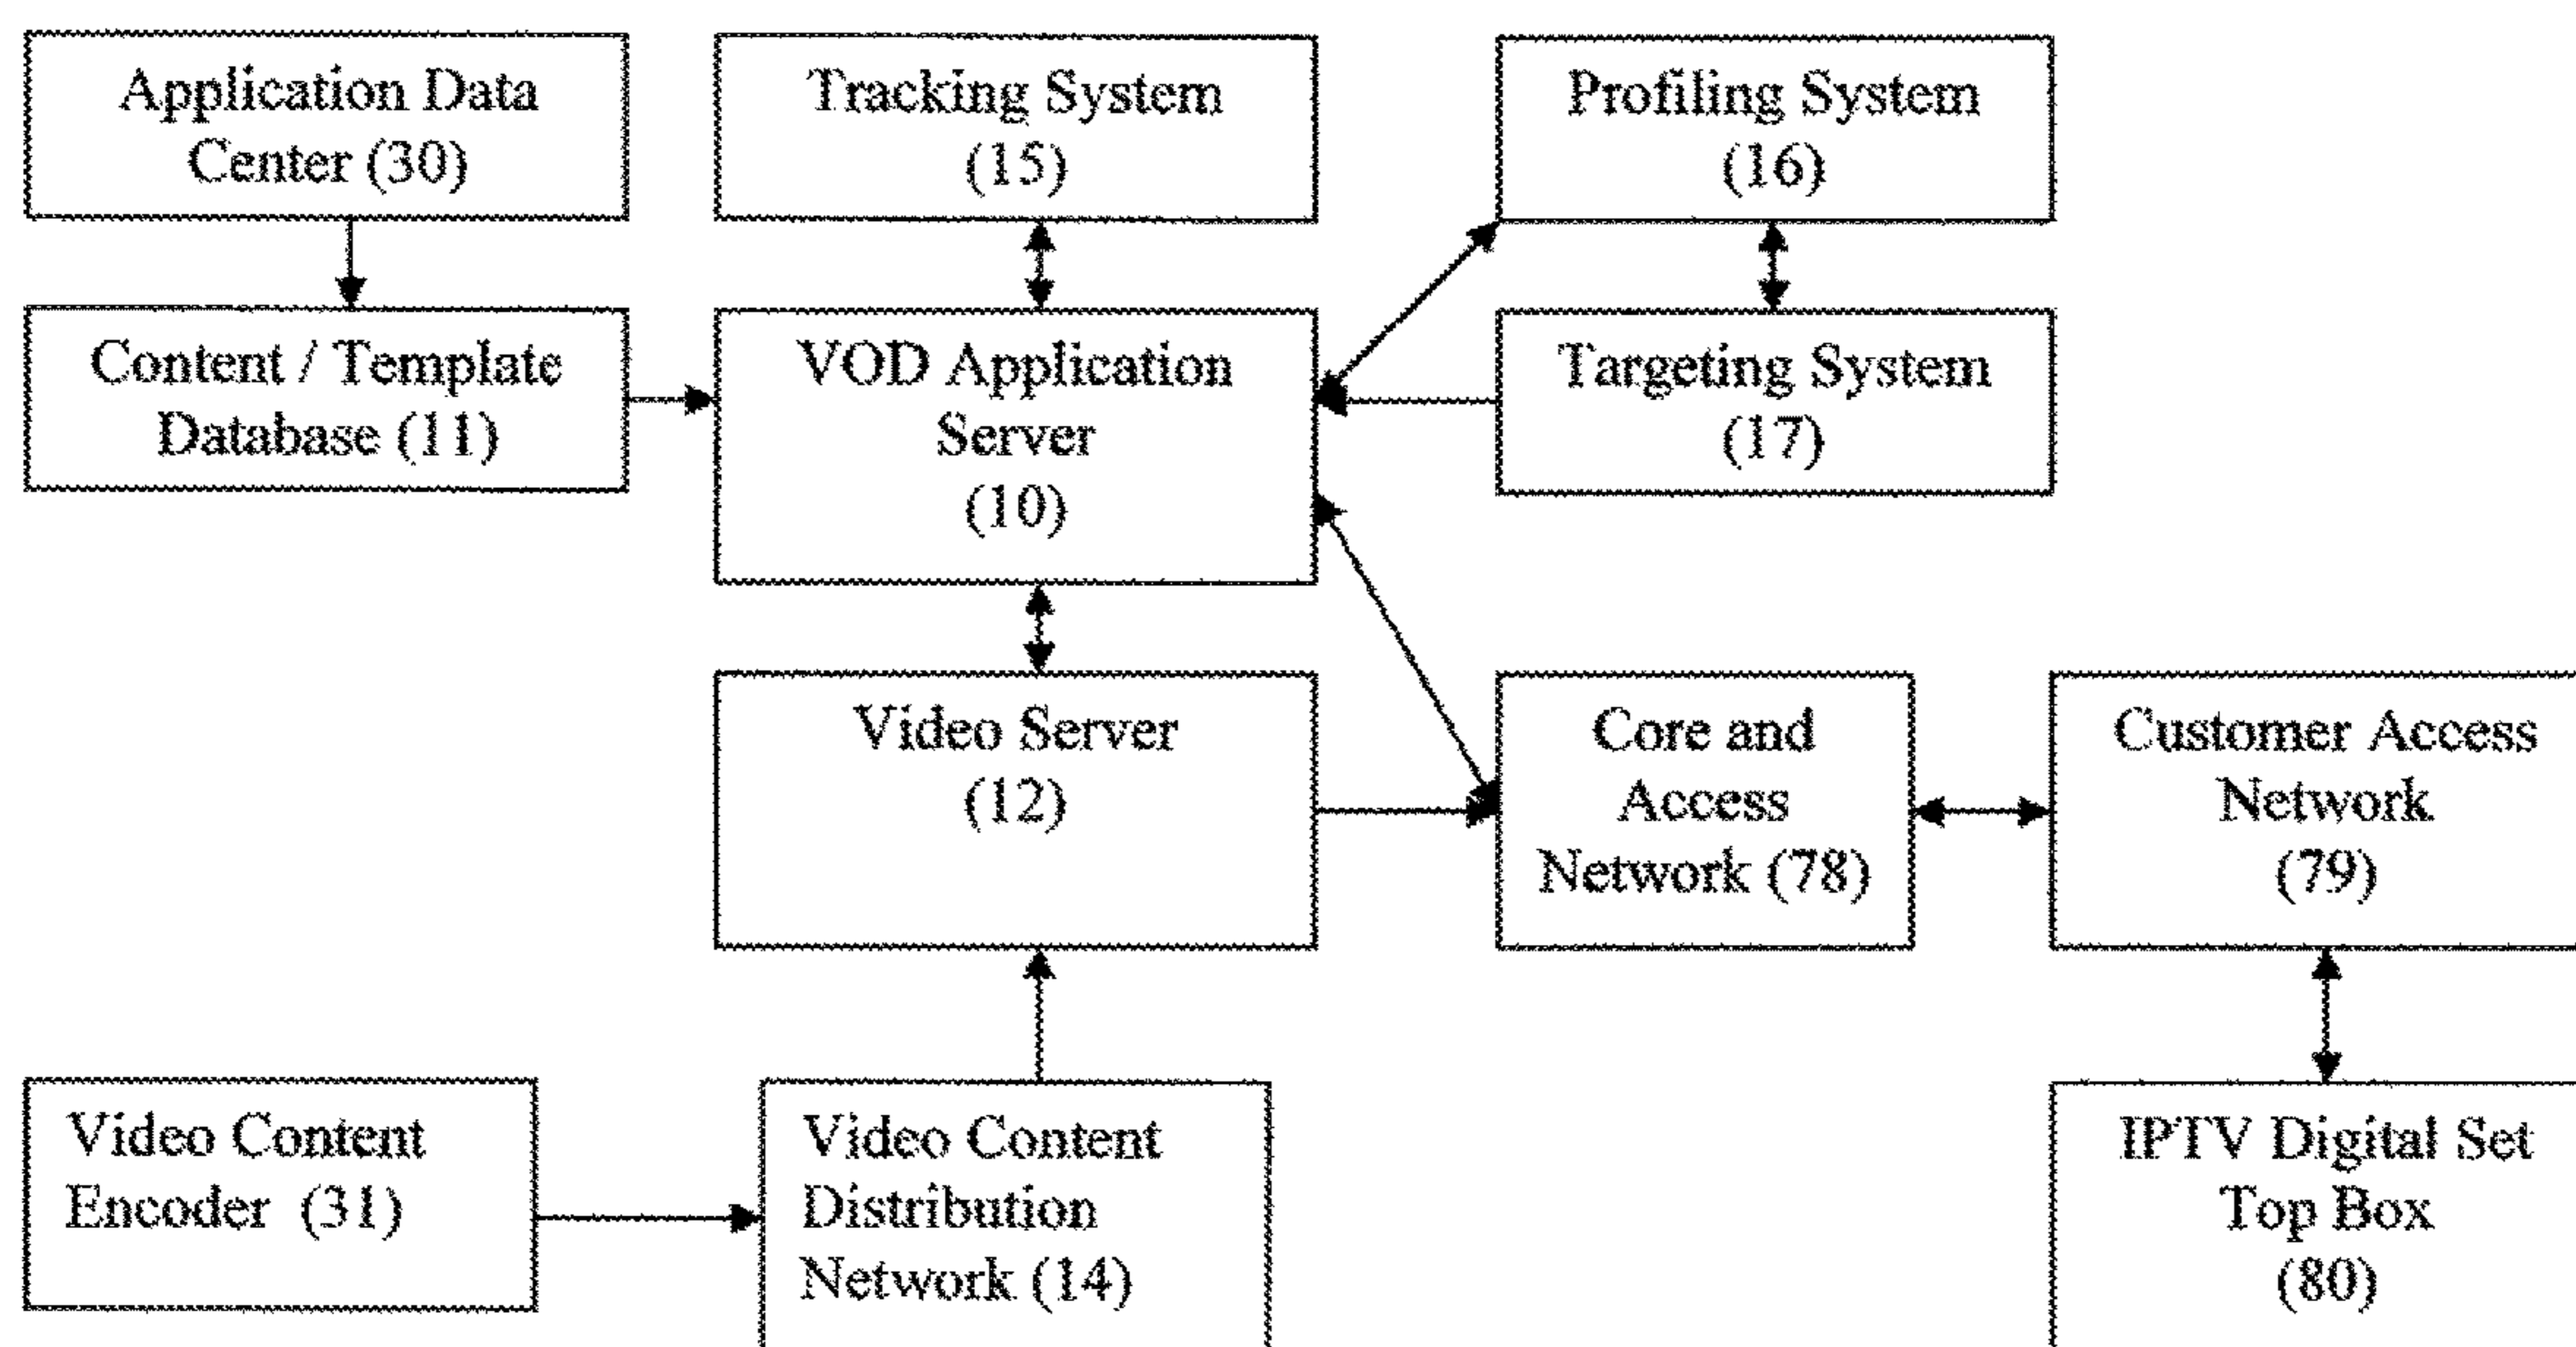 Application Data
Center (30)
Tracking System
(15)
Profiling System
(16)
Content / Template
Database (11)
VOD Application
Server
(10)
Targeting System
(17)
Video Server
(12)
Core and
Access
Network (78)
Customer Access
Network
(79)
Video Content
Encoder (31)
Video Content
Distribution
Network (14)
IPTV Digital Set
Top Box
(80)